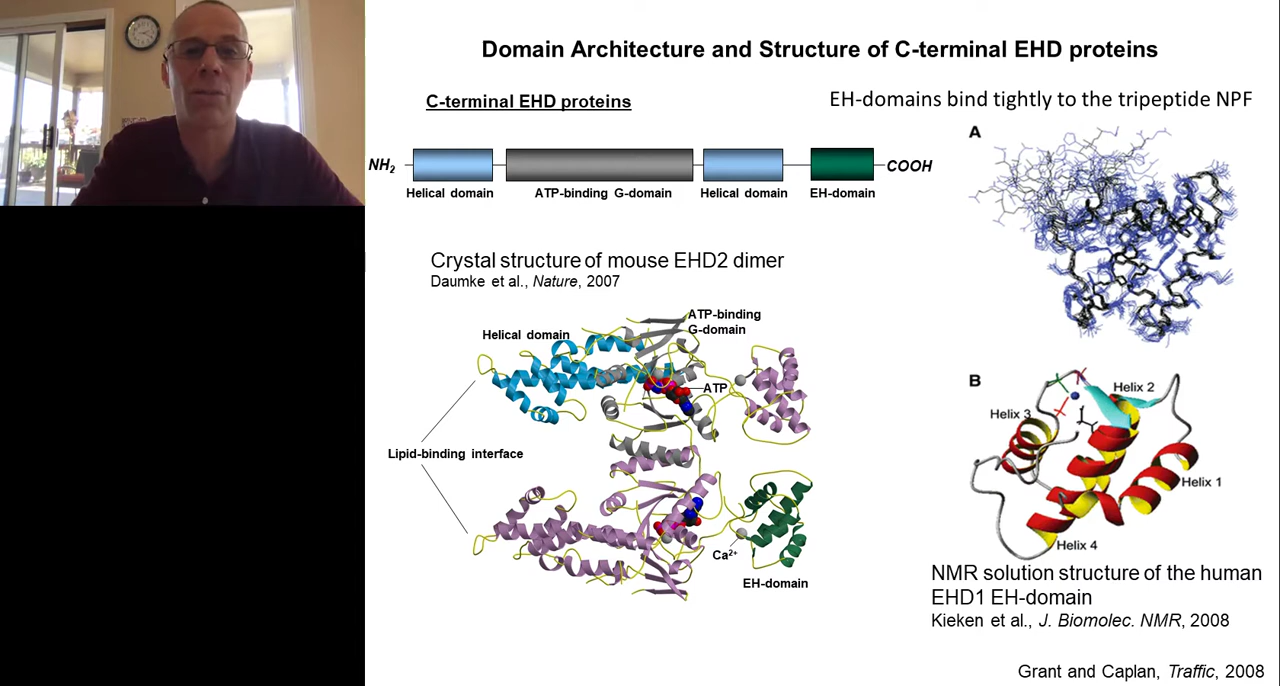 Domain Architecture and Structure of C-terminal EHD proteins
C-terminal EHD proteins
EH-domains bind tightly to the tripeptide NPF
NH2
COOH
Helical domain
ATP-binding G-domain
Helical domain
EH-domain
A
Crystal structure of mouse EHD2 dimer
Daumke et al., Nature, 2007
ATP-binding
G-domain
Helical domain
ATP
Lipid-binding interface
Ca2+
EH-domain
B
Helix 2
Helix 3
Helix 1
Helix 4
NMR solution structure of the human
EHD1 EH-domain
Kieken et al., J. Biomolec. NMR, 2008
Grant and Caplan, Traffic, 2008